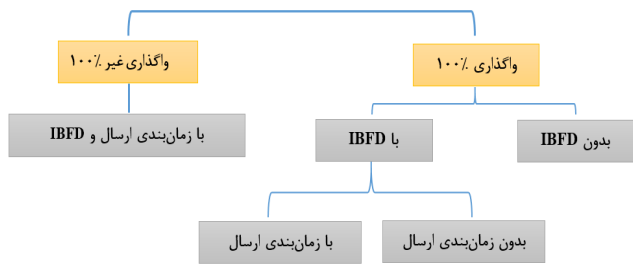 واگذاری ۱۰۰٪
واگذاری غیر ۱۰۰٪
بدون IBFD
با IBFD
با زمان‌بندی ارسال و IBFD
بدون زمان‌بندی ارسال
با زمان‌بندی ارسال